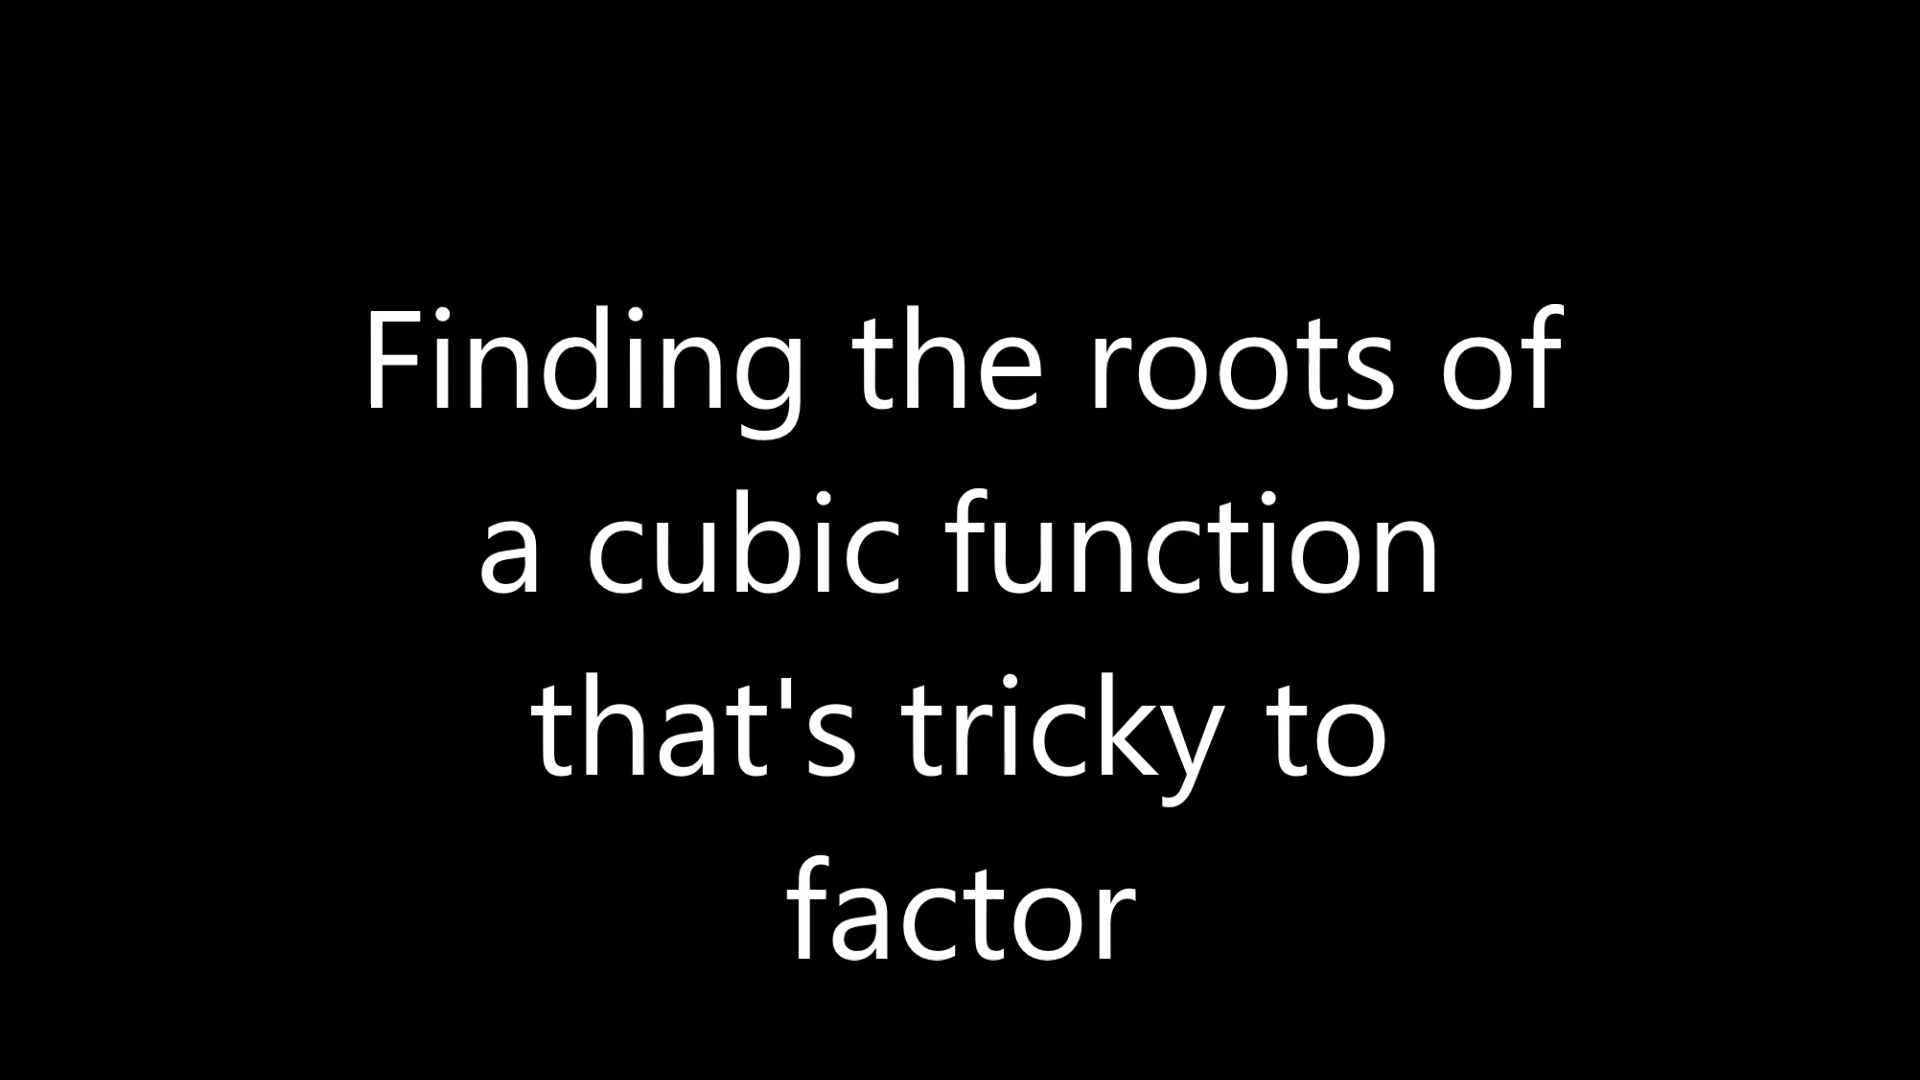 Finding the roots of
a cubic function
that's tricky to
factor